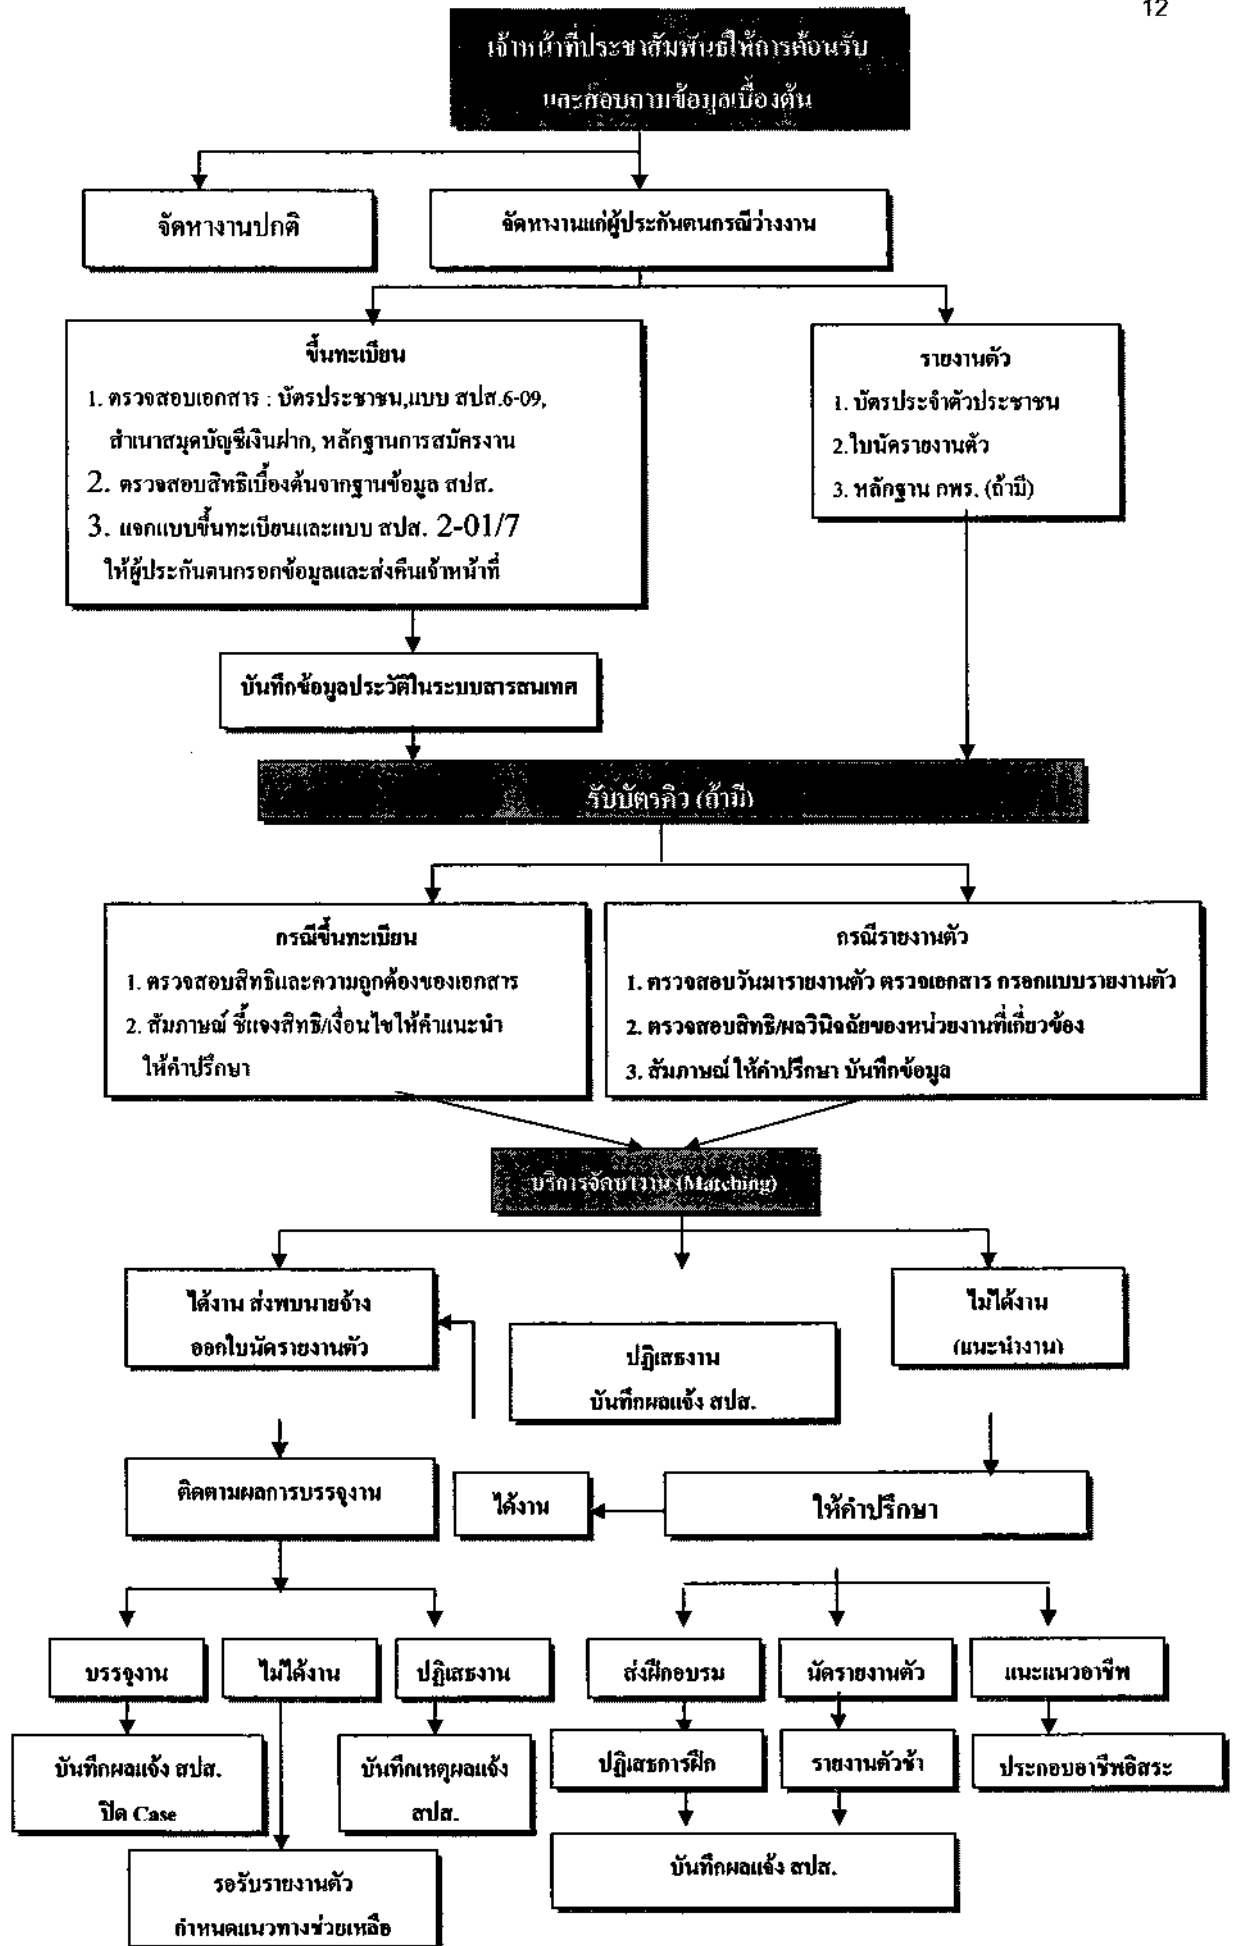 12
เจ้าหน้าที่ประชาสัมพันธ์ให้การต้อนรับ
และสอบถามข้อมูลเบื้องต้น
จัดหางานปกติ
จัดหางานแก่ผู้ประกันตนกรณีว่างงาน
ขึ้นทะเบียน
1. ตรวจสอบเอกสาร : บัตรประชาชน,แบบ สปส.6-09,
สำเนาสมุดบัญชีเงินฝาก, หลักฐานการสมัครงาน
2. ตรวจสอบสิทธิเบื้องต้นจากฐานข้อมูล สปส.
3. แจกแบบขึ้นทะเบียนและแบบ สปส. 2-01/7
ให้ผู้ประกันตนกรอกข้อมูลและส่งคืนเจ้าหน้าที่
รายงานตัว
1. บัตรประจำตัวประชาชน
2.ใบนัดรายงานตัว
3. หลักฐาน กพร. (ถ้ามี)
บันทึกข้อมูลประวัติในระบบสารสนเทศ
รับบัตรคิว (ถ้ามี)
กรณีขึ้นทะเบียน
1. ตรวจสอบสิทธิและความถูกต้องของเอกสาร
2. สัมภาษณ์ ชี้แจงสิทธิ/เงื่อนไขให้คำแนะนำ
ให้คำปรึกษา
กรณีรายงานตัว
1. ตรวจสอบวันมารายงานตัว ตรวจเอกสาร กรอกแบบรายงานตัว
2. ตรวจสอบสิทธิ/ผลวินิจฉัยของหน่วยงานที่เกี่ยวข้อง
3. สัมภาษณ์ ให้คำปรึกษา บันทึกข้อมูล
บริการจัดหางาน (Matching)
ได้งาน ส่งพบนายจ้าง
ออกใบนัดรายงานตัว
ปฏิเสธงาน
บันทึกผลแจ้ง สปส.
ไม่ได้งาน
(แนะนำงาน)
ติดตามผลการบรรจุงาน
ได้งาน
ให้คำปรึกษา
บรรจุงาน
ไม่ได้งาน
ปฏิเสธงาน
ส่งฝึกอบรม
นัดรายงานตัว
แนะแนวอาชีพ
บันทึกผลแจ้ง สปส.
ปิด Case
บันทึกเหตุผลแจ้ง
สปส.
ปฏิเสธการฝึก
รายงานตัวช้า
ประกอบอาชีพอิสระ
รอรับรายงานตัว
กำหนดแนวทางช่วยเหลือ
บันทึกผลแจ้ง สปส.